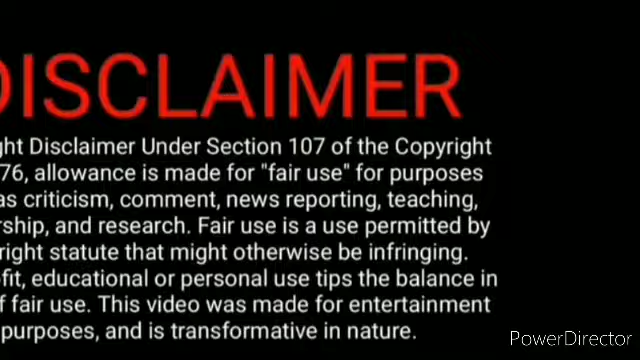 DISCLAIMER
ght Disclaimer Under Section 107 of the Copyright
76, allowance is made for "fair use" for purposes
as criticism, comment, news reporting, teaching,
rship, and research. Fair use is a use permitted by
right statute that might otherwise be infringing.
fit, educational or personal use tips the balance in
f fair use. This video was made for entertainment
purposes, and is transformative in nature.
PowerDirector